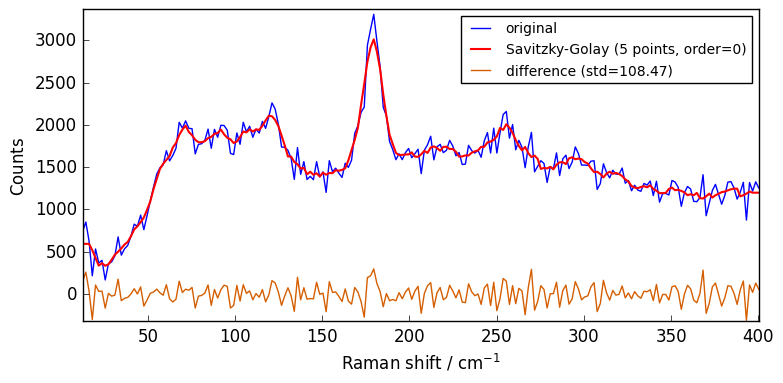 original
Savitzky-Golay (5 points, order=0)
difference (std=108.47)
3000
2500
2000
1500
1000
500
0
Counts
50 100 150 200 250 300 350 400
Raman shift / cm⁻¹